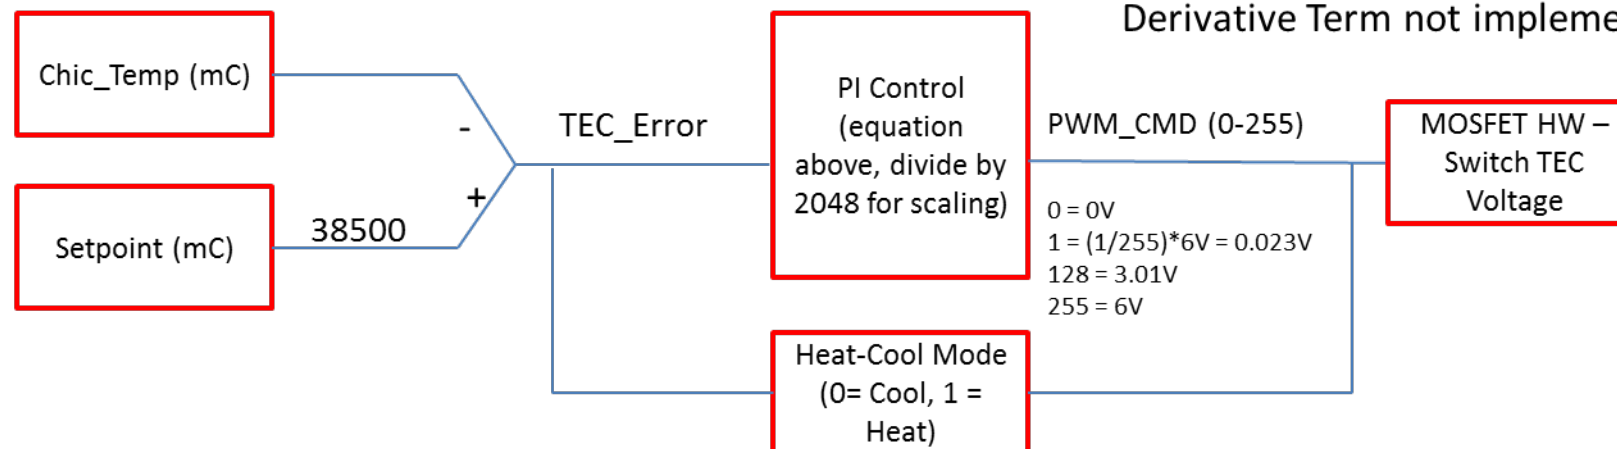 Derivative Term not impleme
Chic_Temp (mC)
-
TEC_Error
PI Control
(equation
above, divide by
2048 for scaling)
PWM_CMD (0-255)
MOSFET HW –
Switch TEC
Voltage
+
38500
Setpoint (mC)
0 = 0V
1 = (1/255)*6V = 0.023V
128 = 3.01V
255 = 6V
Heat-Cool Mode
(0= Cool, 1 =
Heat)